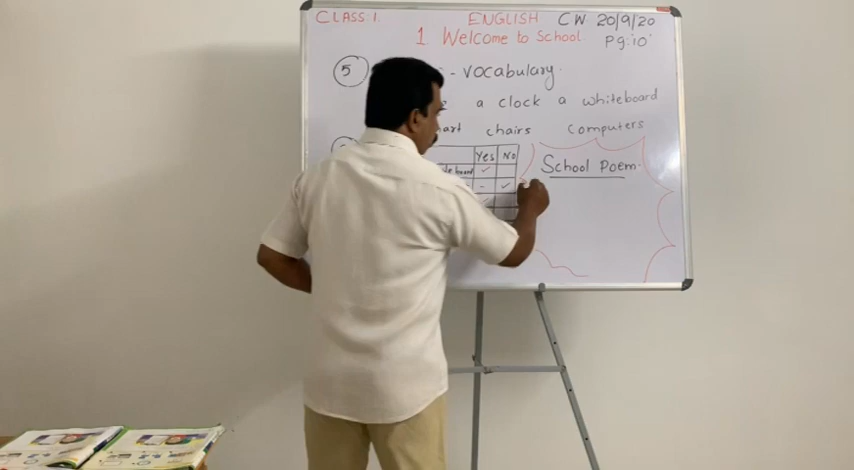 CLASS: 1. ENGLISH CW 20/9/20
1 Welcome to School. Pg:10
5 - vocabulary.
a clock a whiteboard
chairs computers
Yes No
School Poem.